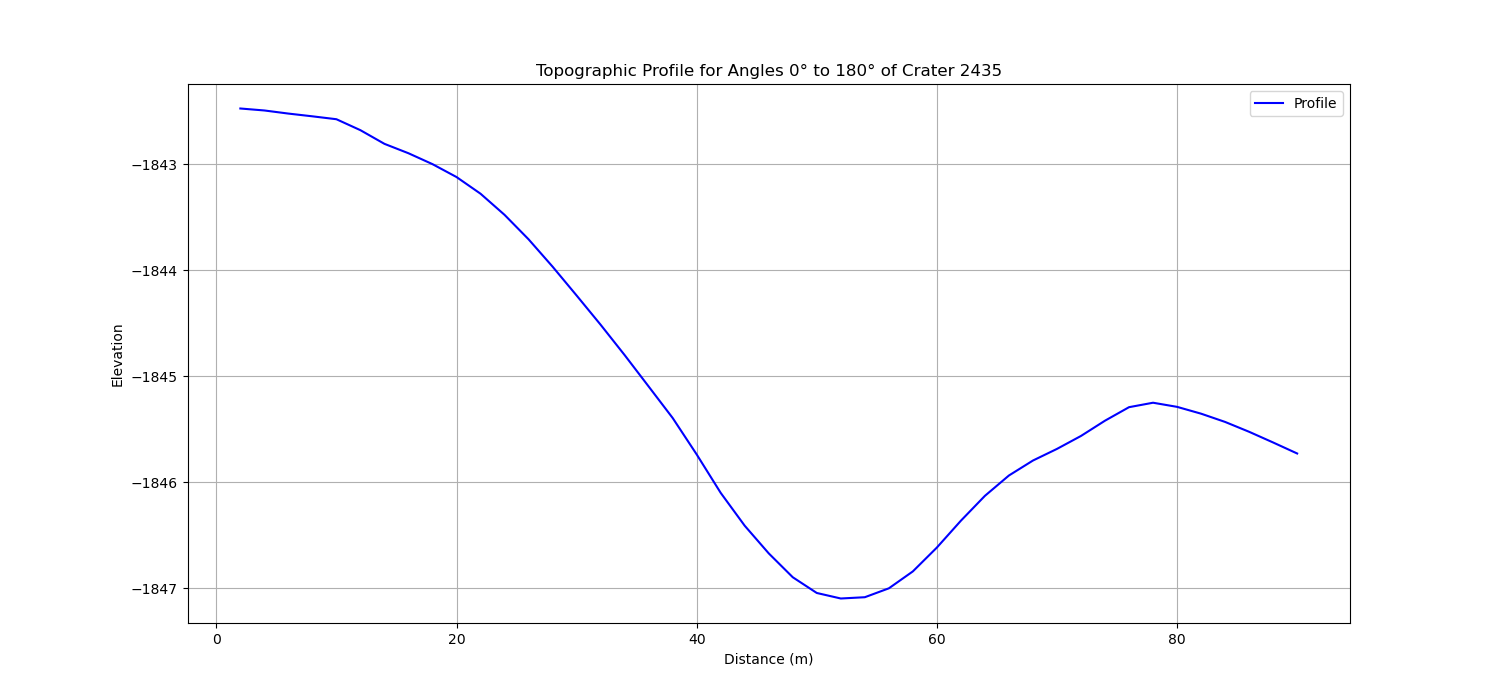 Topographic Profile for Angles 0° to 180° of Crater 2435
Profile
−1843
−1844
−1845
−1846
−1847
Elevation
0 20 40 60 80
Distance (m)